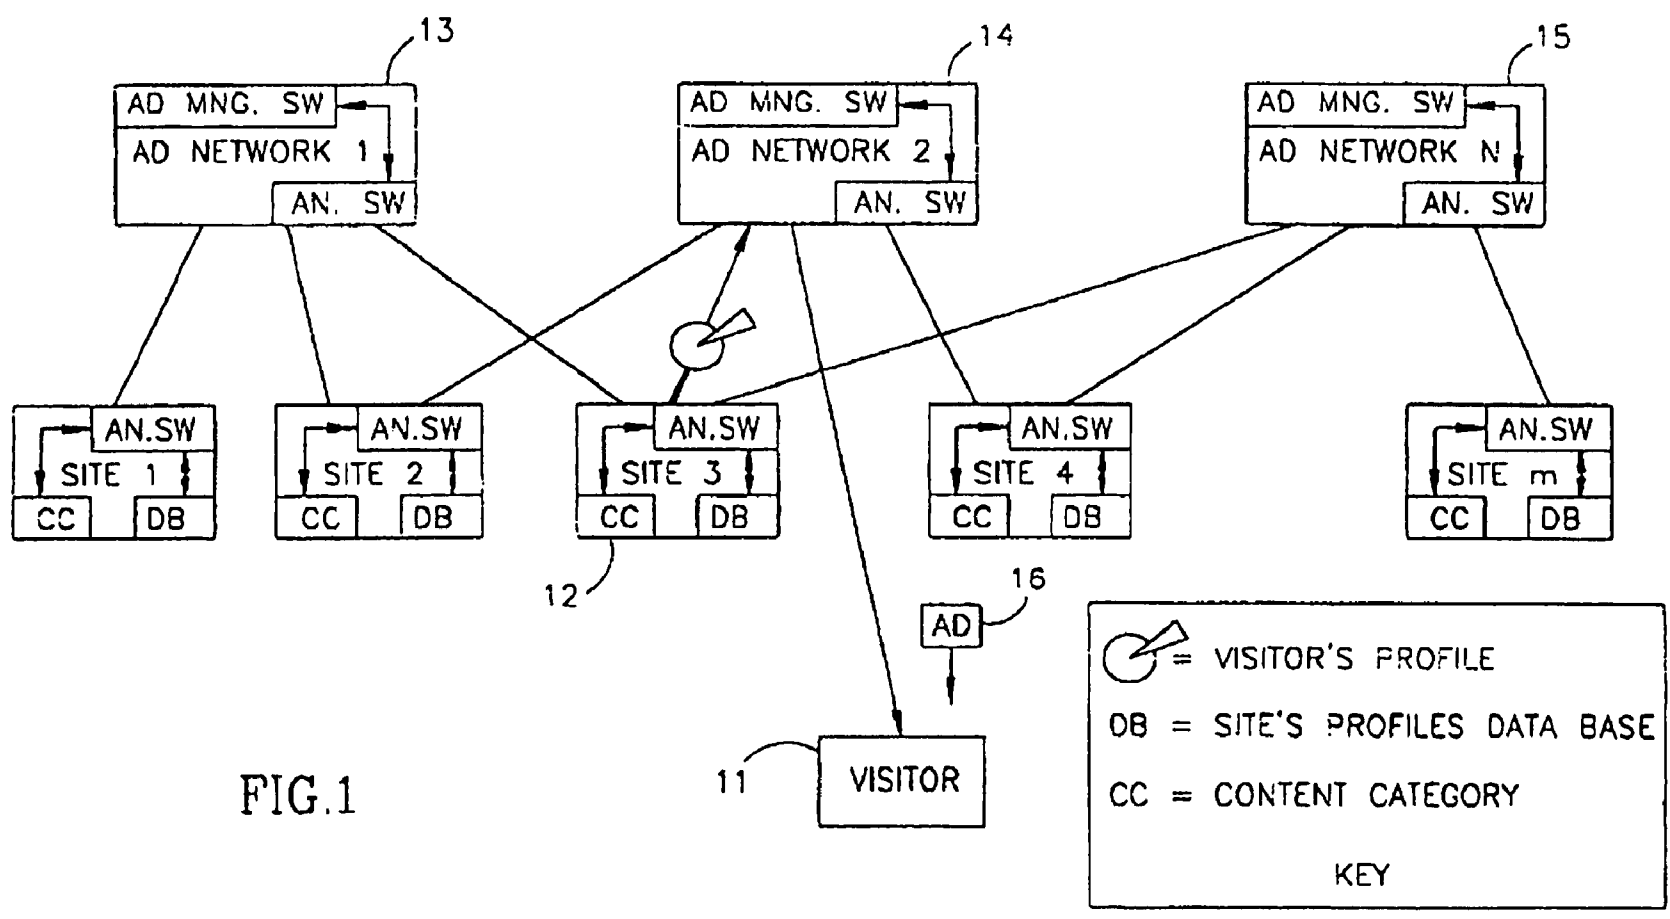 13
14
15
AD MNG. SW
AD NETWORK 1
AN. SW
AD MNG. SW
AD NETWORK 2
AN. SW
AD MNG. SW
AD NETWORK N
AN. SW
AN.SW
SITE 1
CC
DB
AN.SW
SITE 2
CC
DB
AN.SW
SITE 3
CC
DB
AN.SW
SITE 4
CC
DB
AN.SW
SITE m
CC
DB
12
16
AD
11
VISITOR
FIG.1
= VISITOR'S PROFILE
DB = SITE'S PROFILES DATA BASE
CC = CONTENT CATEGORY
KEY